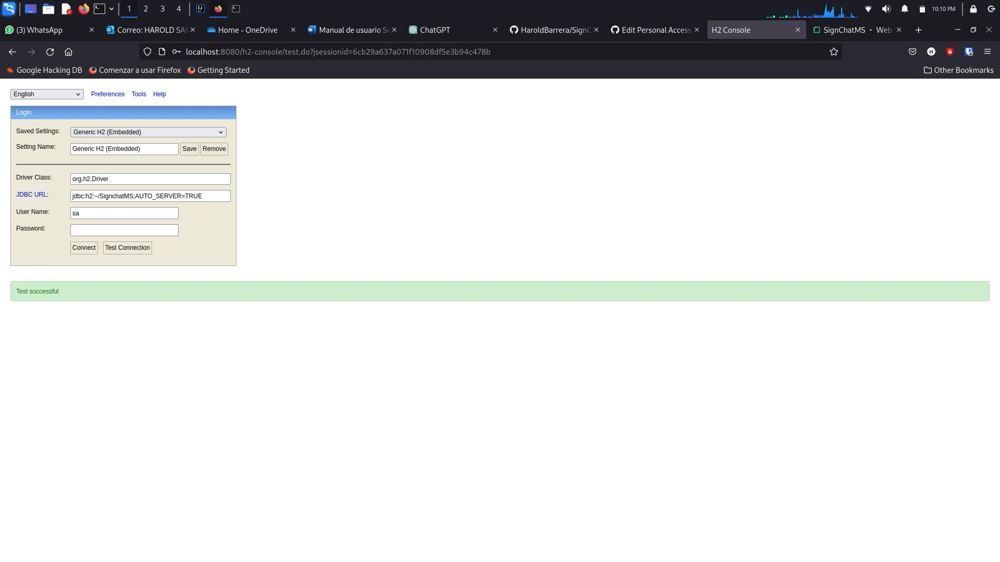 1 2 3 4 10:10 PM
(3) WhatsApp Correo: HAROLD SAN Home - OneDrive Manual de usuario Si ChatGPT HaroldBarrera/SignC Edit Personal Access H2 Console SignChatMS · Web
localhost:8080/h2-console/test.do?jsessionid=6cb29a637a071f10908df5e3b94c478b
Google Hacking DB Comenzar a usar Firefox Getting Started Other Bookmarks
English Preferences Tools Help
Login
Saved Settings: Generic H2 (Embedded)
Setting Name: Generic H2 (Embedded) Save Remove
Driver Class: org.h2.Driver
JDBC URL: jdbc:h2:~/SignchatMS;AUTO_SERVER=TRUE
User Name: sa
Password:
Connect Test Connection
Test successful